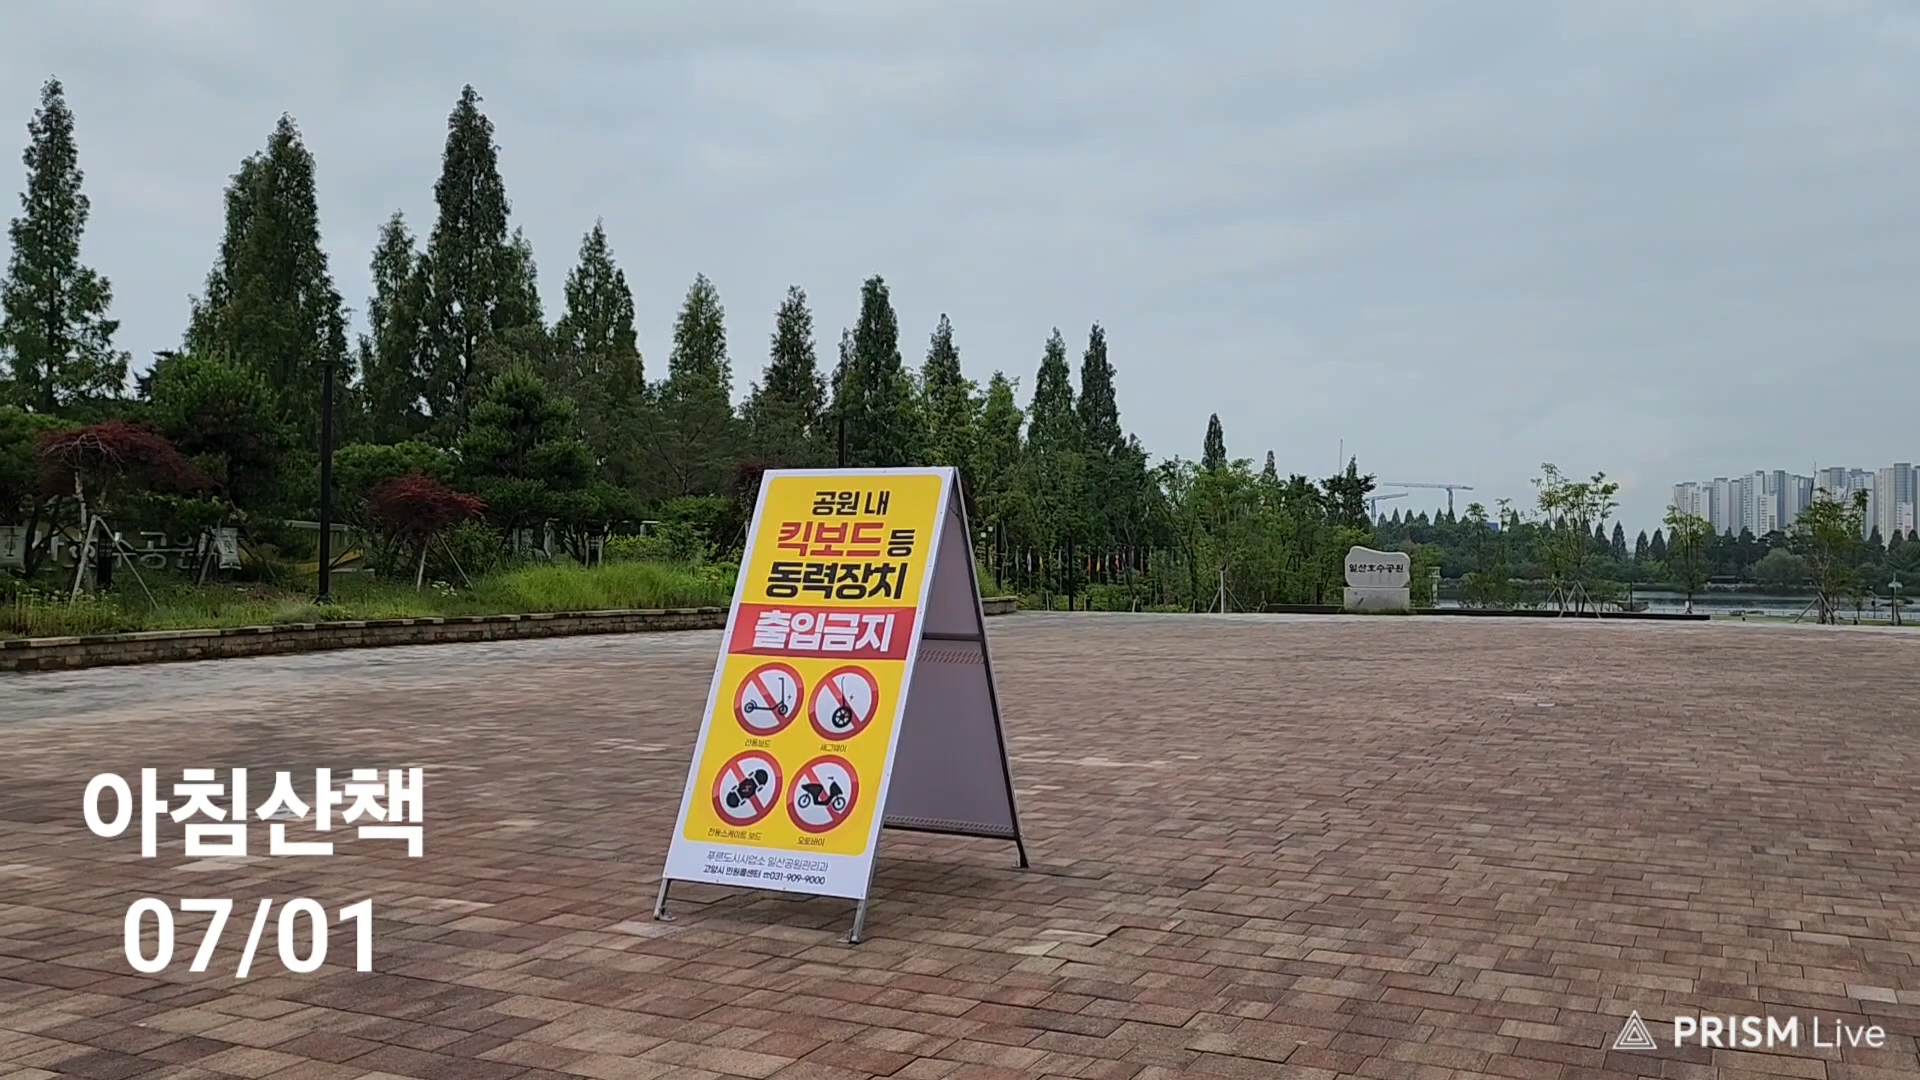 공원 내
킥보드 등
동력장치
출입금지
전동보드
세그웨이
전동스케이트 보드
오토바이
푸른도시사업소 일산공원관리과
고양시 민원콜센터 ☎031-909-9000
일산호수공원
아침산책
07/01
PRISM Live